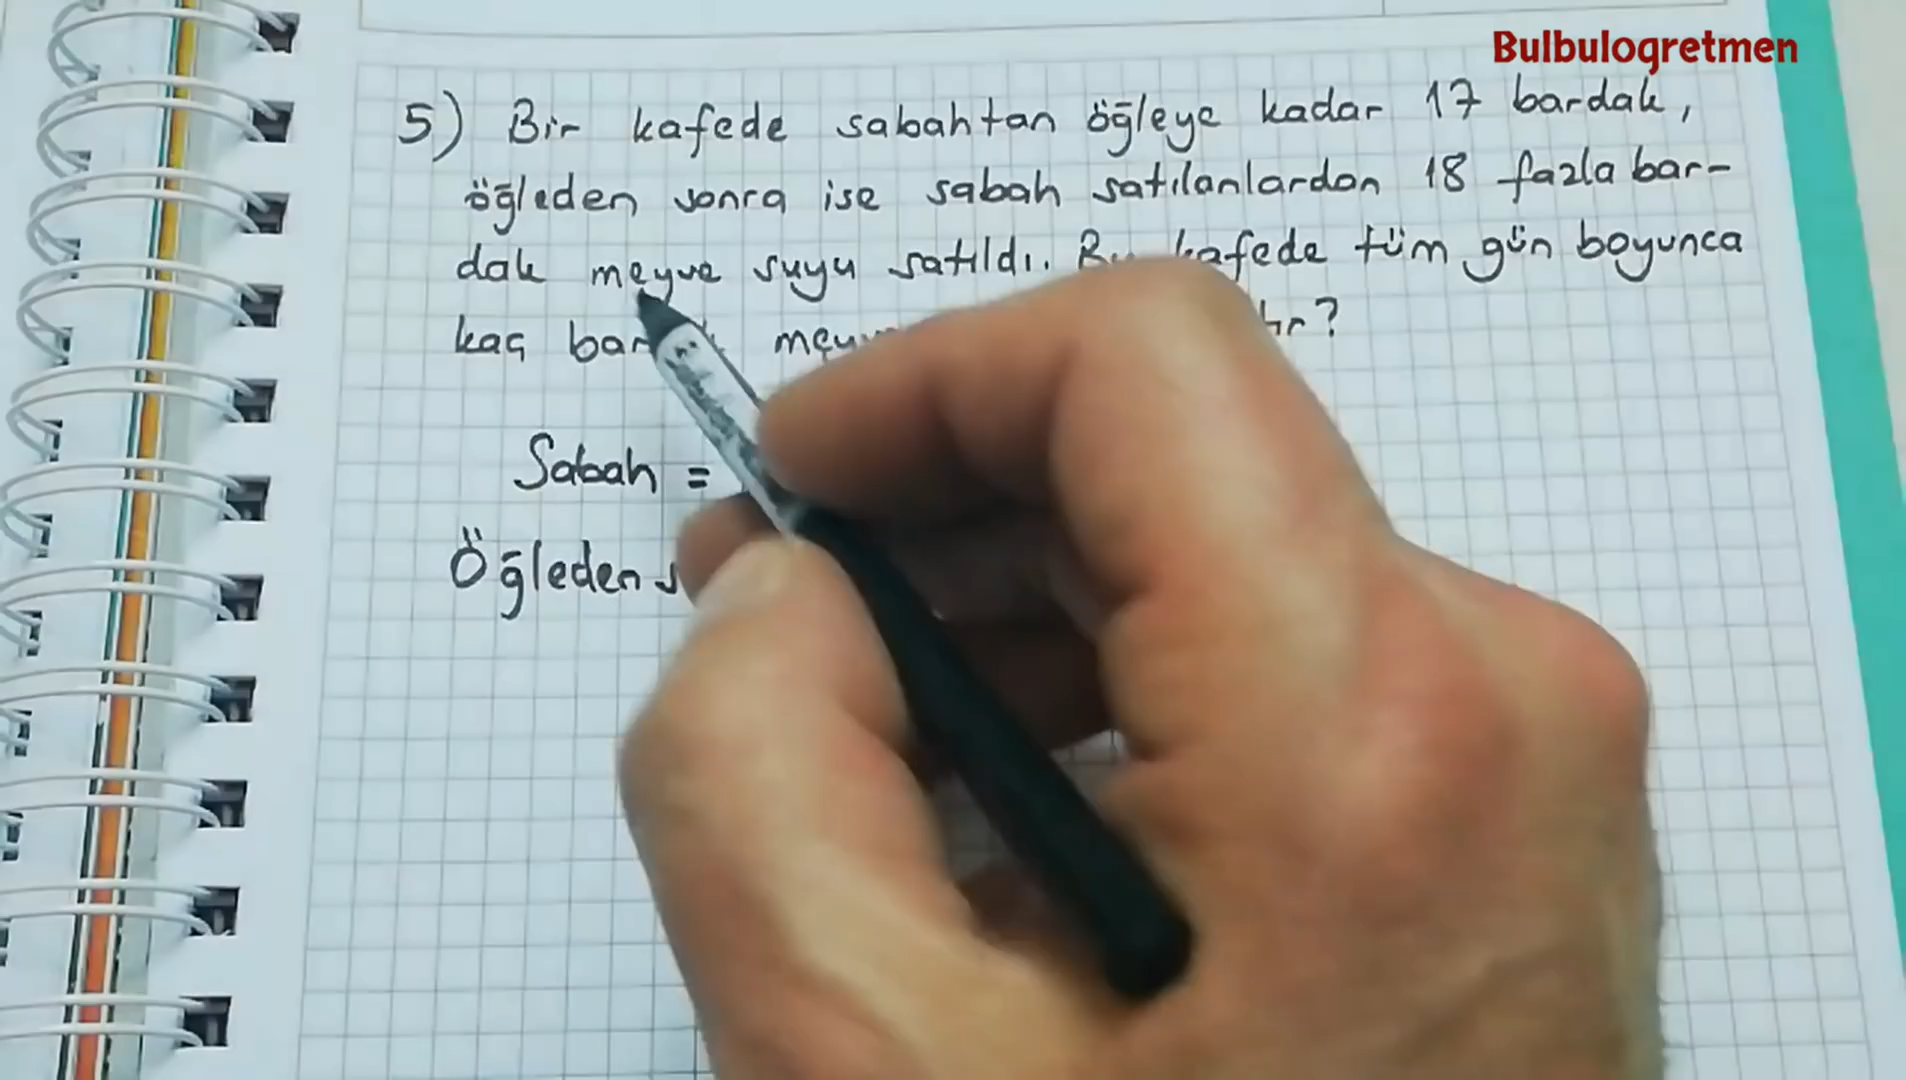 Bulbulogretmen
5) Bir kafede sabahtan öğleye kadar 17 bardak,
öğleden sonra ise sabah satılanlardan 18 fazla bar-
dak meyve suyu satıldı. kafede tüm gün boyunca
kaç
Sabah =
Öğleden